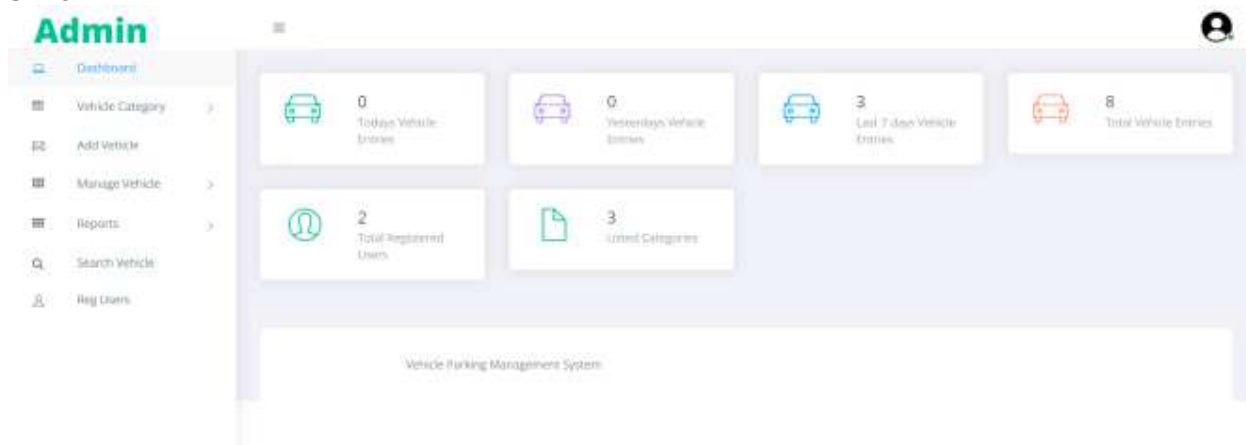 Admin
Dashboard
Vehicle Category
Add Vehicle
Manage Vehicle
Reports
Search Vehicle
Reg Users
0
Todays Vehicle
Entries
0
Yesterdays Vehicle
Entries
3
Last 7 days Vehicle
Entries
8
Total Vehicle Entries
2
Total Registered
Users
3
Listed Categories
Vehicle Parking Management System